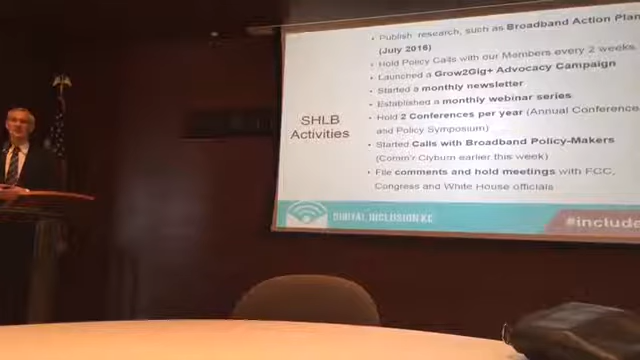 • Publish research, such as Broadband Action Plan
(July 2016)
• Hold Policy Calls with our Members every 2 weeks
• Launched a Grow2Gig+ Advocacy Campaign
• Started a monthly newsletter
• Established a monthly webinar series
• Hold 2 Conferences per year (Annual Conference
and Policy Symposium)
• Started Calls with Broadband Policy-Makers
(Comm'r Clyburn earlier this week)
• File comments and hold meetings with FCC,
Congress and White House officials
SHLB
Activities
DIGITAL INCLUSION KC
#include